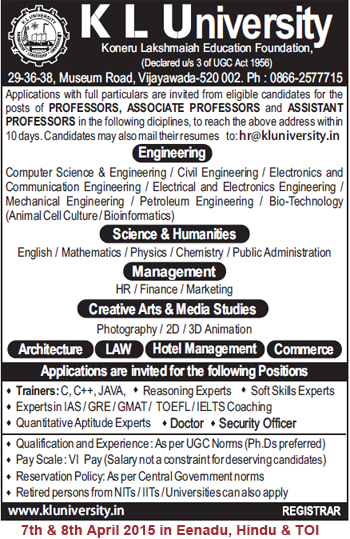 K L University
Koneru Lakshmaiah Education Foundation,
(Declared u/s 3 of UGC Act 1956)
29-36-38, Museum Road, Vijayawada-520 002. Ph : 0866-2577715
Applications with full particulars are invited from eligible candidates for the
posts of PROFESSORS, ASSOCIATE PROFESSORS and ASSISTANT
PROFESSORS in the following diciplines, to reach the above address within
10 days. Candidates may also mail their resumes to: hr@kluniversity.in
Engineering
Computer Science & Engineering / Civil Engineering / Electronics and
Communication Engineering / Electrical and Electronics Engineering /
Mechanical Engineering / Petroleum Engineering / Bio-Technology
(Animal Cell Culture / Bioinformatics)
Science & Humanities
English / Mathematics / Physics / Chemistry / Public Administration
Management
HR / Finance / Marketing
Creative Arts & Media Studies
Photography / 2D / 3D Animation
Architecture LAW Hotel Management Commerce
Applications are invited for the following Positions
♦ Trainers: C, C++, JAVA, ♦ Reasoning Experts ♦ Soft Skills Experts
♦ Experts in IAS / GRE / GMAT / TOEFL / IELTS Coaching
♦ Quantitative Aptitude Experts ♦ Doctor ♦ Security Officer
♦ Qualification and Experience : As per UGC Norms (Ph.Ds preferred)
♦ Pay Scale : VI Pay (Salary not a constraint for deserving candidates)
♦ Reservation Policy: As per Central Government norms
♦ Retired persons from NITs / IITs / Universities can also apply
www.kluniversity.in REGISTRAR
7th & 8th April 2015 in Eenadu, Hindu & TOI